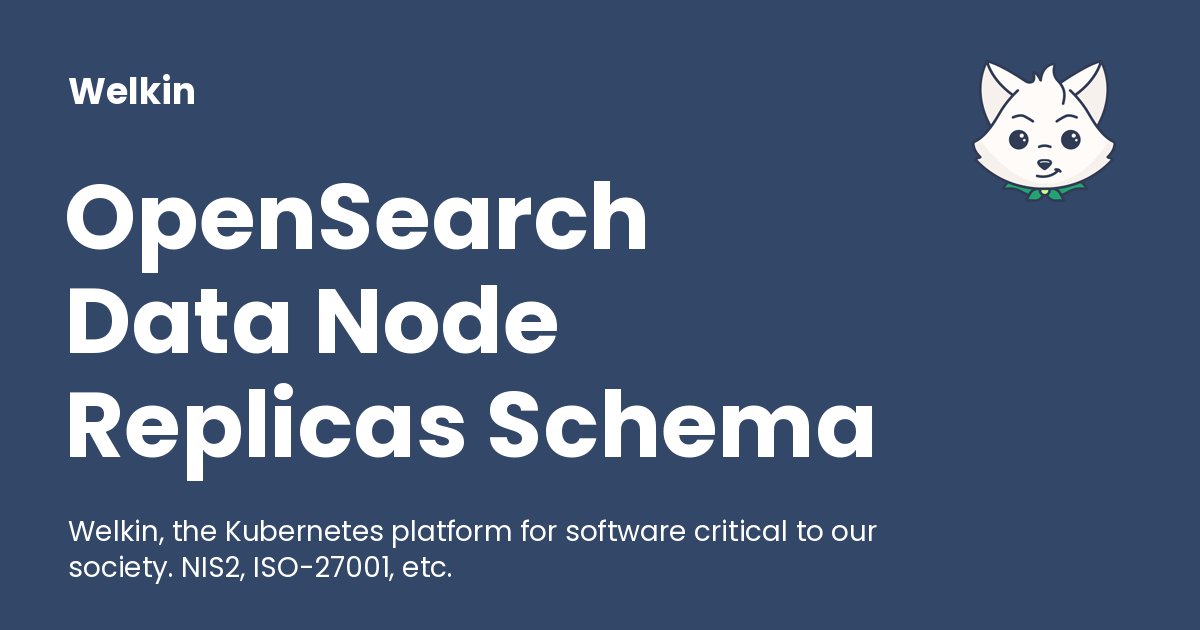 Welkin
OpenSearch
Data Node
Replicas Schema
Welkin, the Kubernetes platform for software critical to our
society. NIS2, ISO-27001, etc.